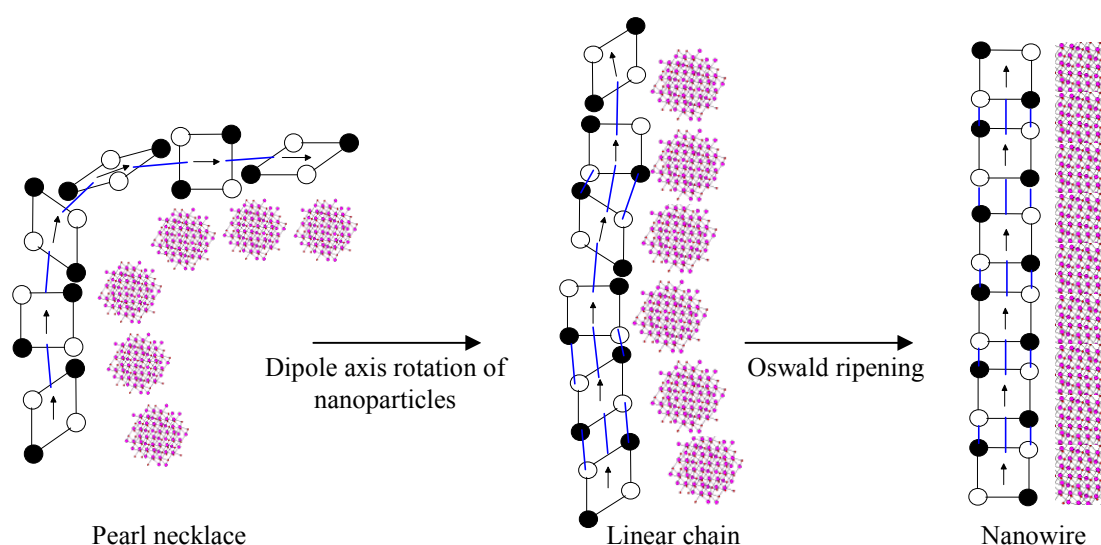 Dipole axis rotation of
nanoparticles
Oswald ripening
Pearl necklace
Linear chain
Nanowire